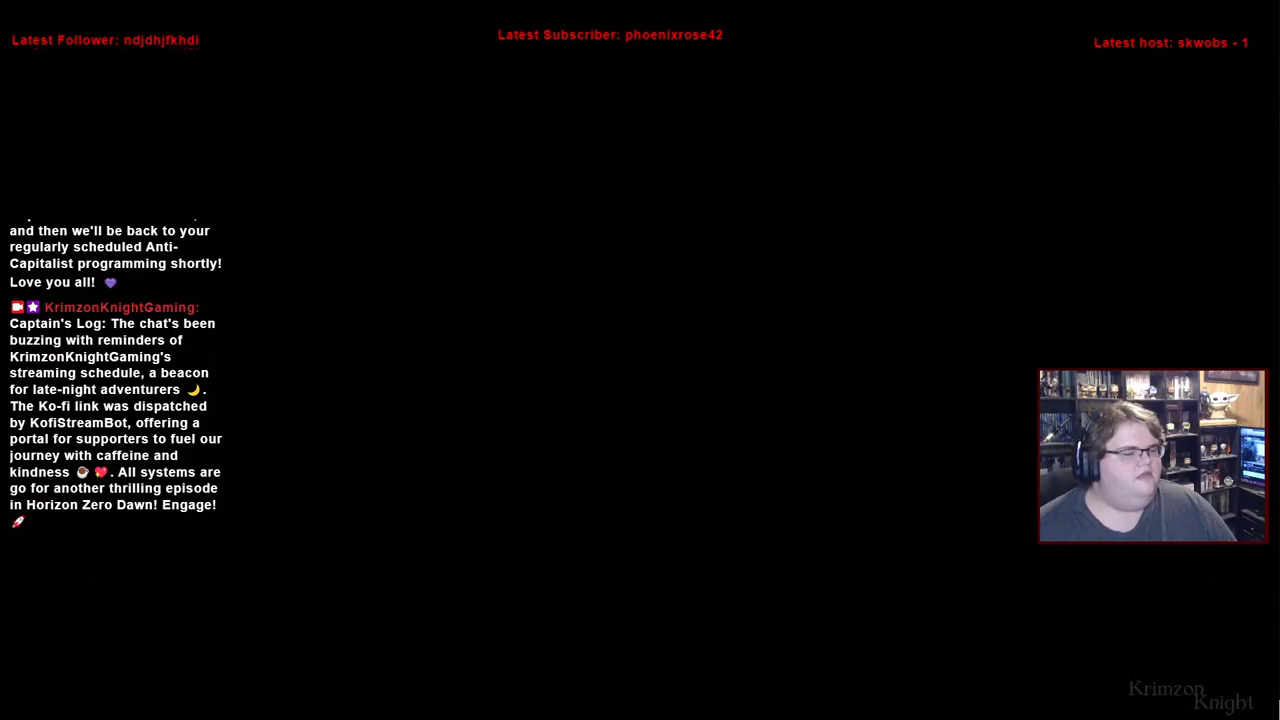 Latest Follower: ndjdhjfkhdi
Latest Subscriber: phoenixrose42
Latest host: skwobs - 1
and then we'll be back to your
regularly scheduled Anti-
Capitalist programming shortly!
Love you all! 💜
KrimzonKnightGaming:
Captain's Log: The chat's been
buzzing with reminders of
KrimzonKnightGaming's
streaming schedule, a beacon
for late-night adventurers 🌙.
The Ko-fi link was dispatched
by KofiStreamBot, offering a
portal for supporters to fuel our
journey with caffeine and
kindness ☕💖. All systems are
go for another thrilling episode
in Horizon Zero Dawn! Engage!
🚀
Krimzon
Knight